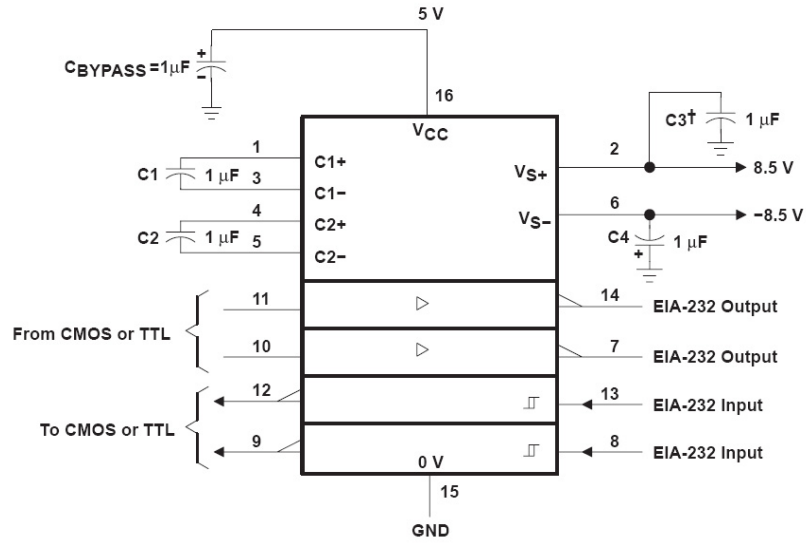 5 V
+
CBYPASS = 1μF
–
16
VCC
C3† 1 μF
1
C1+
C1 1 μF 3
C1–
2
VS+
8.5 V
4
C2+
C2 1 μF 5
C2–
6
VS–
–8.5 V
C4 1 μF
+
11
14
EIA-232 Output
From CMOS or TTL
10
7
EIA-232 Output
12
13
EIA-232 Input
To CMOS or TTL
9
8
EIA-232 Input
0 V
15
GND